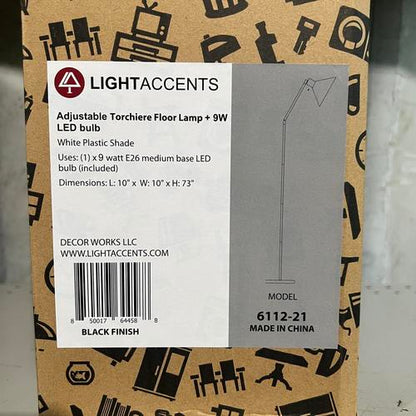 LIGHTACCENTS
Adjustable Torchiere Floor Lamp + 9W
LED bulb
White Plastic Shade
Uses: (1) x 9 watt E26 medium base LED
bulb (included)
Dimensions: L: 10” x W: 10” x H: 73”
DECOR WORKS LLC
WWW.LIGHTACCENTS.COM
8 50017 64458 8
BLACK FINISH
MODEL
6112-21
MADE IN CHINA